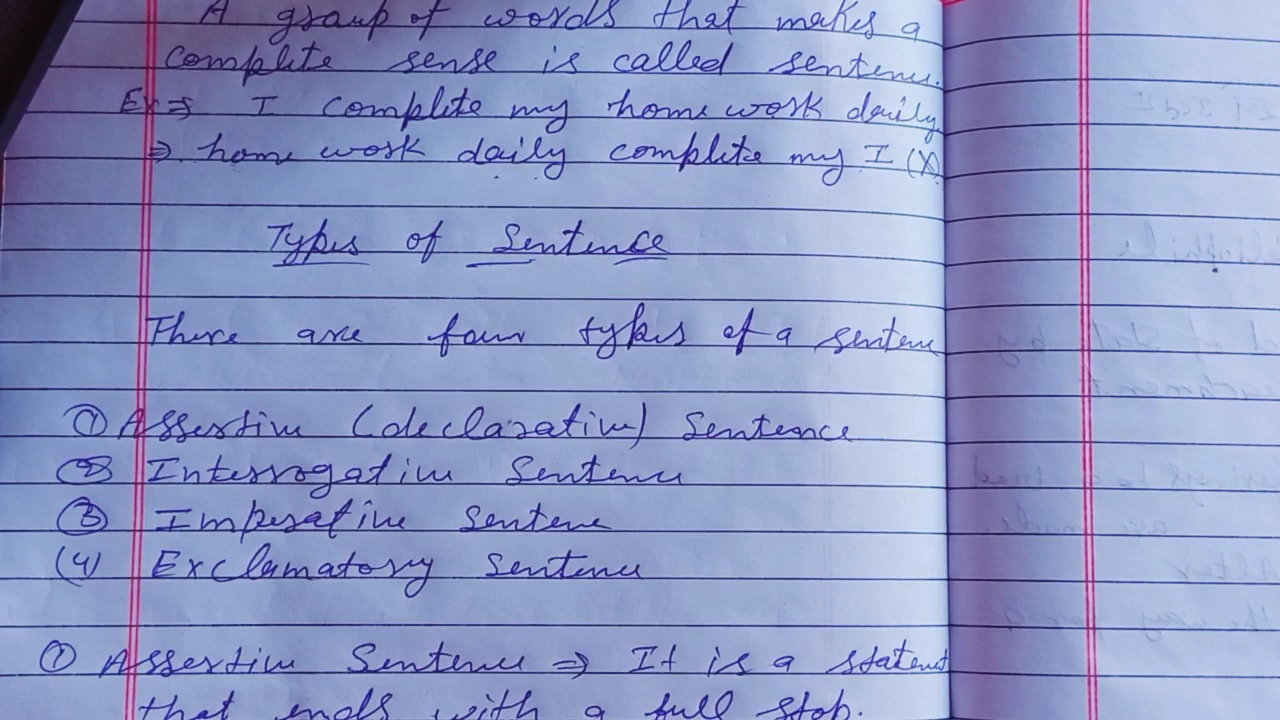 A group of words that makes a
complete sense is called sentence.
Ex ⇒ I complete my home work daily
⇒ home work daily complete my I (X)
Types of Sentence
There are four types of a sentence
① Assertive (declarative) Sentence
② Interrogative Sentence
③ Imperative Sentence
(4) Exclamatory Sentence
① Assertive Sentence ⇒ It is a statement
that ends with a full stop.